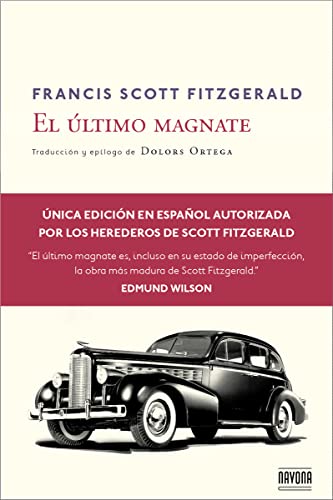 FRANCIS SCOTT FITZGERALD
EL ÚLTIMO MAGNATE
Traducción y epílogo de DOLORS ORTEGA
ÚNICA EDICIÓN EN ESPAÑOL AUTORIZADA
POR LOS HEREDEROS DE SCOTT FITZGERALD
“El último magnate es, incluso en su estado de imperfección,
la obra más madura de Scott Fitzgerald.”
EDMUND WILSON
NAVONA